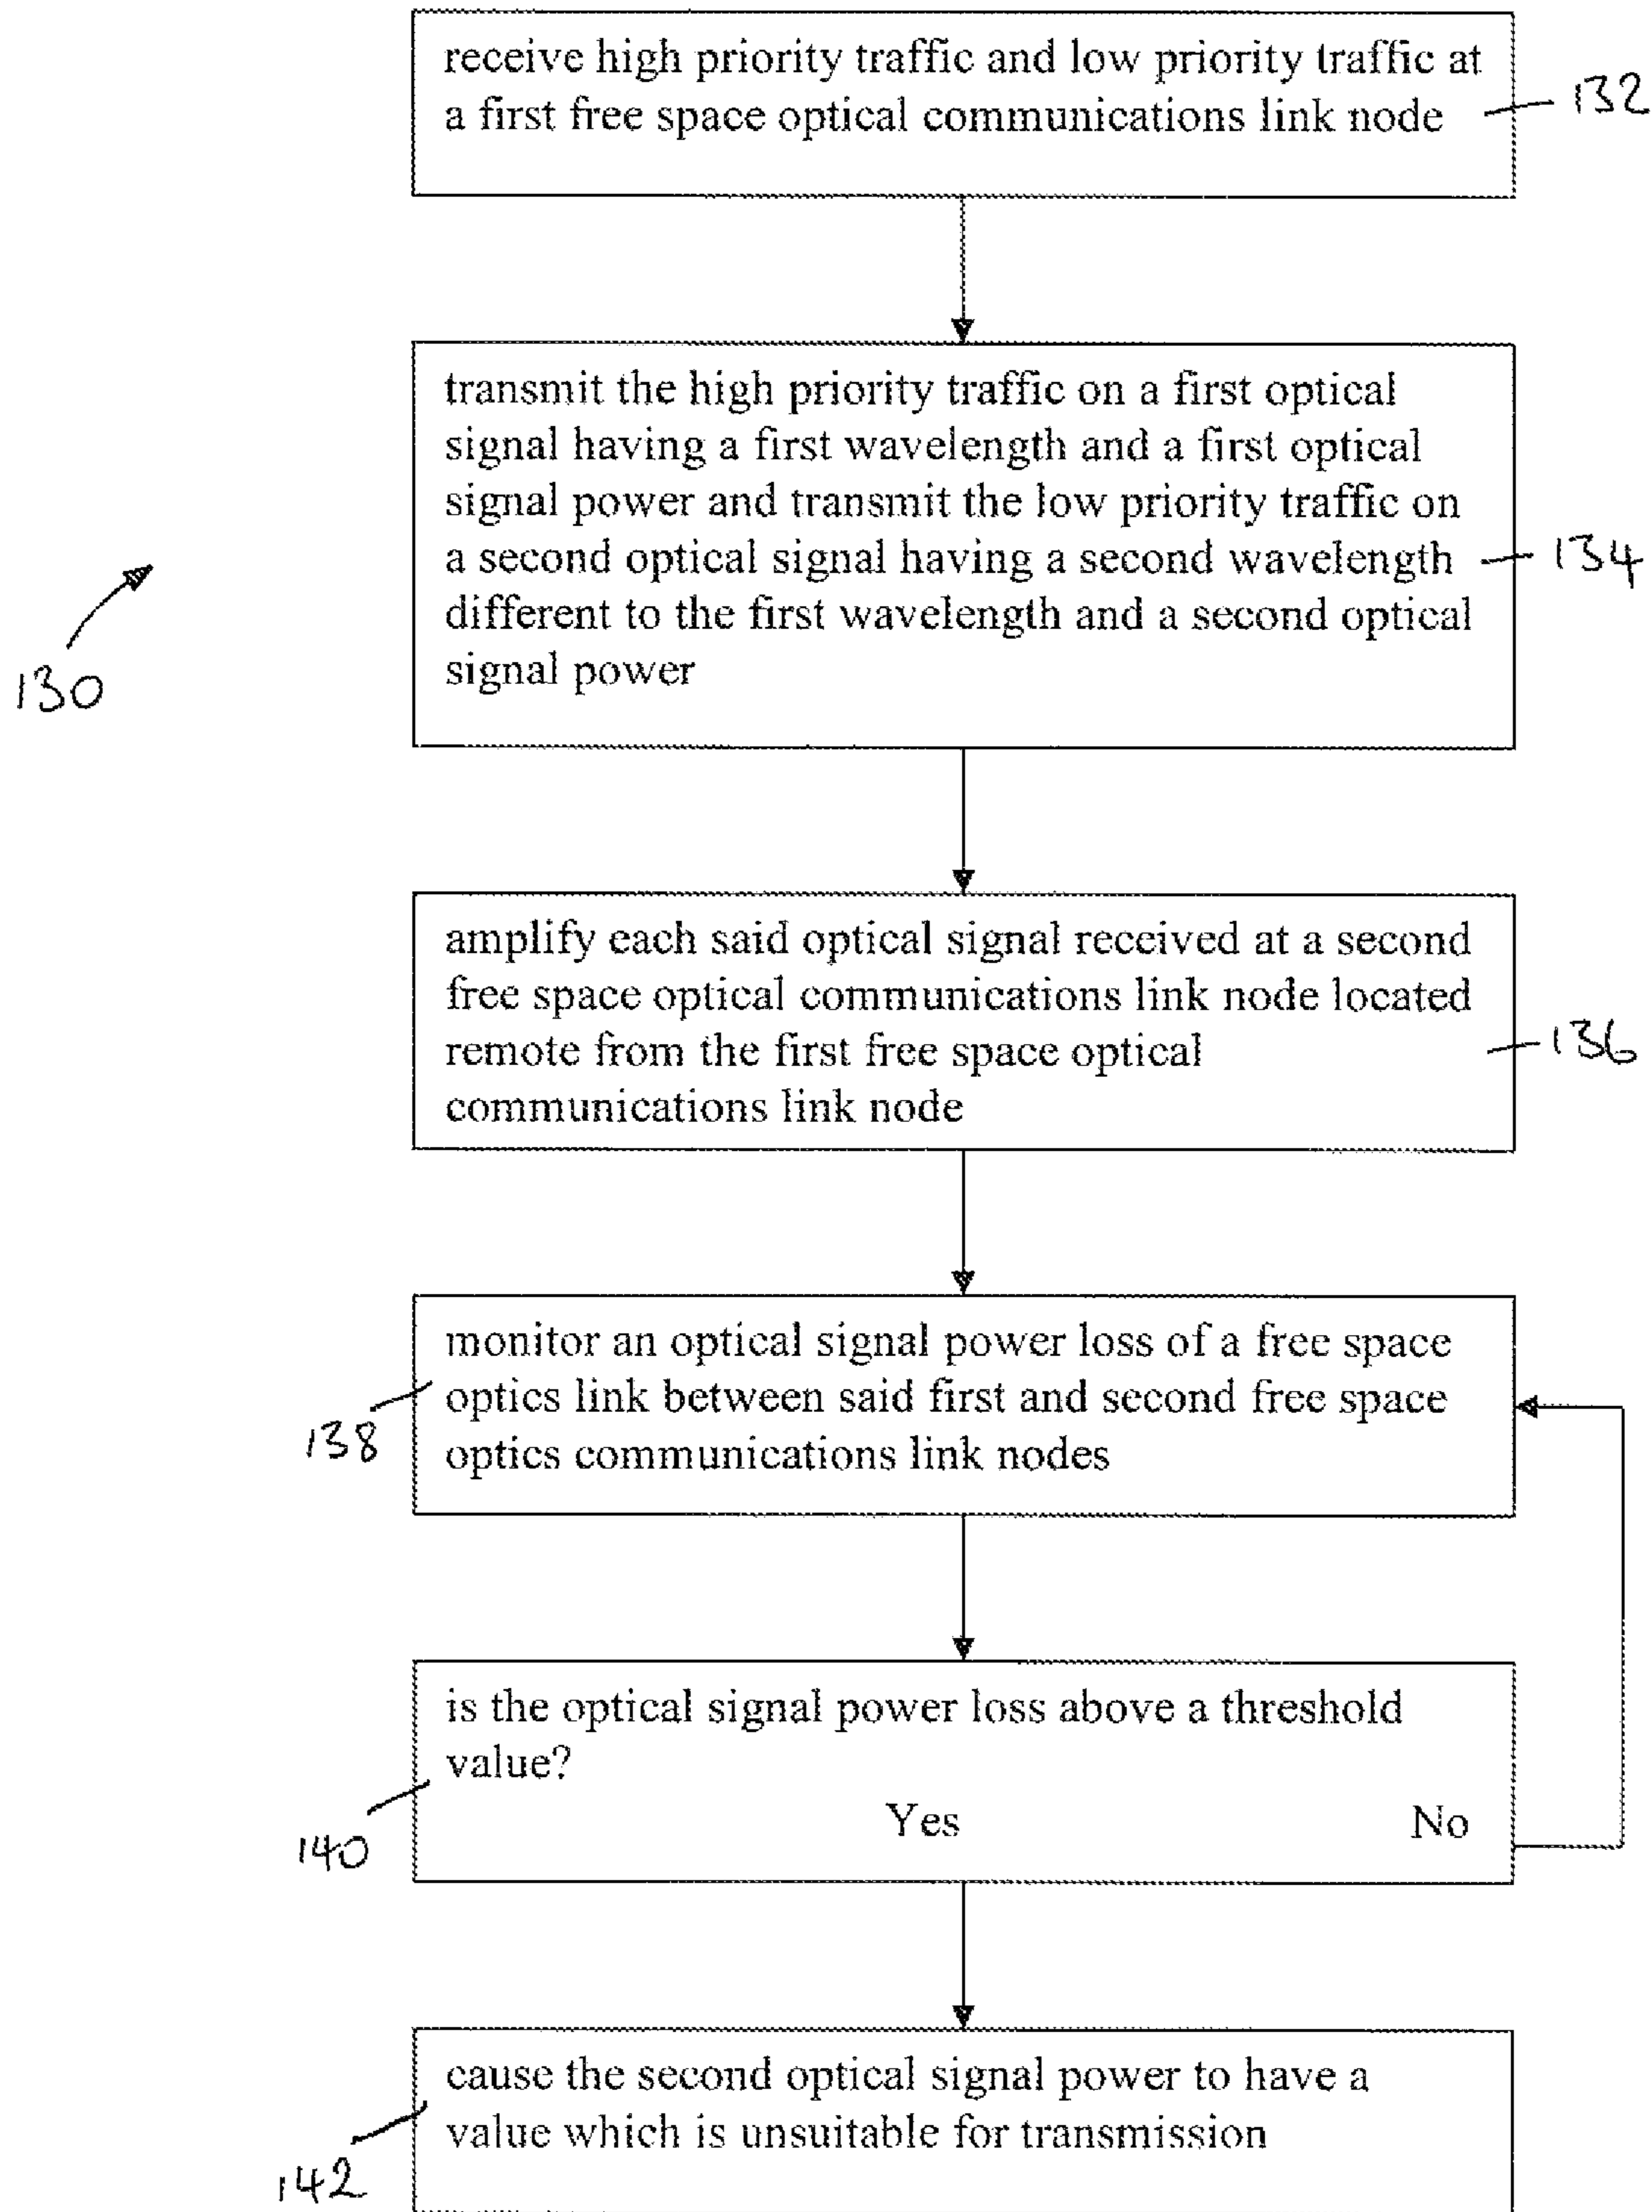 receive high priority traffic and low priority traffic at
a first free space optical communications link node
132
transmit the high priority traffic on a first optical
signal having a first wavelength and a first optical
signal power and transmit the low priority traffic on
a second optical signal having a second wavelength
different to the first wavelength and a second optical
signal power
134
130
amplify each said optical signal received at a second
free space optical communications link node located
remote from the first free space optical
communications link node
136
monitor an optical signal power loss of a free space
optics link between said first and second free space
optics communications link nodes
138
is the optical signal power loss above a threshold
value?
Yes No
140
cause the second optical signal power to have a
value which is unsuitable for transmission
142